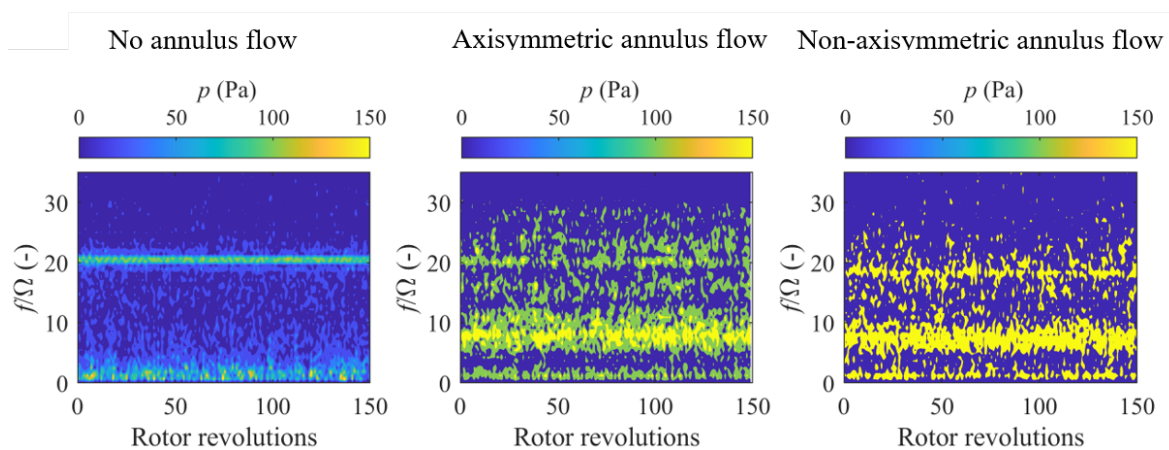 No annulus flow
Axisymmetric annulus flow
Non-axisymmetric annulus flow
p (Pa)
p (Pa)
p (Pa)
0 50 100 150
0 50 100 150
0 50 100 150
f/Ω (-)
30
20
10
0
f/Ω (-)
30
20
10
0
f/Ω (-)
30
20
10
0
0 50 100 150
0 50 100 150
0 50 100 150
Rotor revolutions
Rotor revolutions
Rotor revolutions